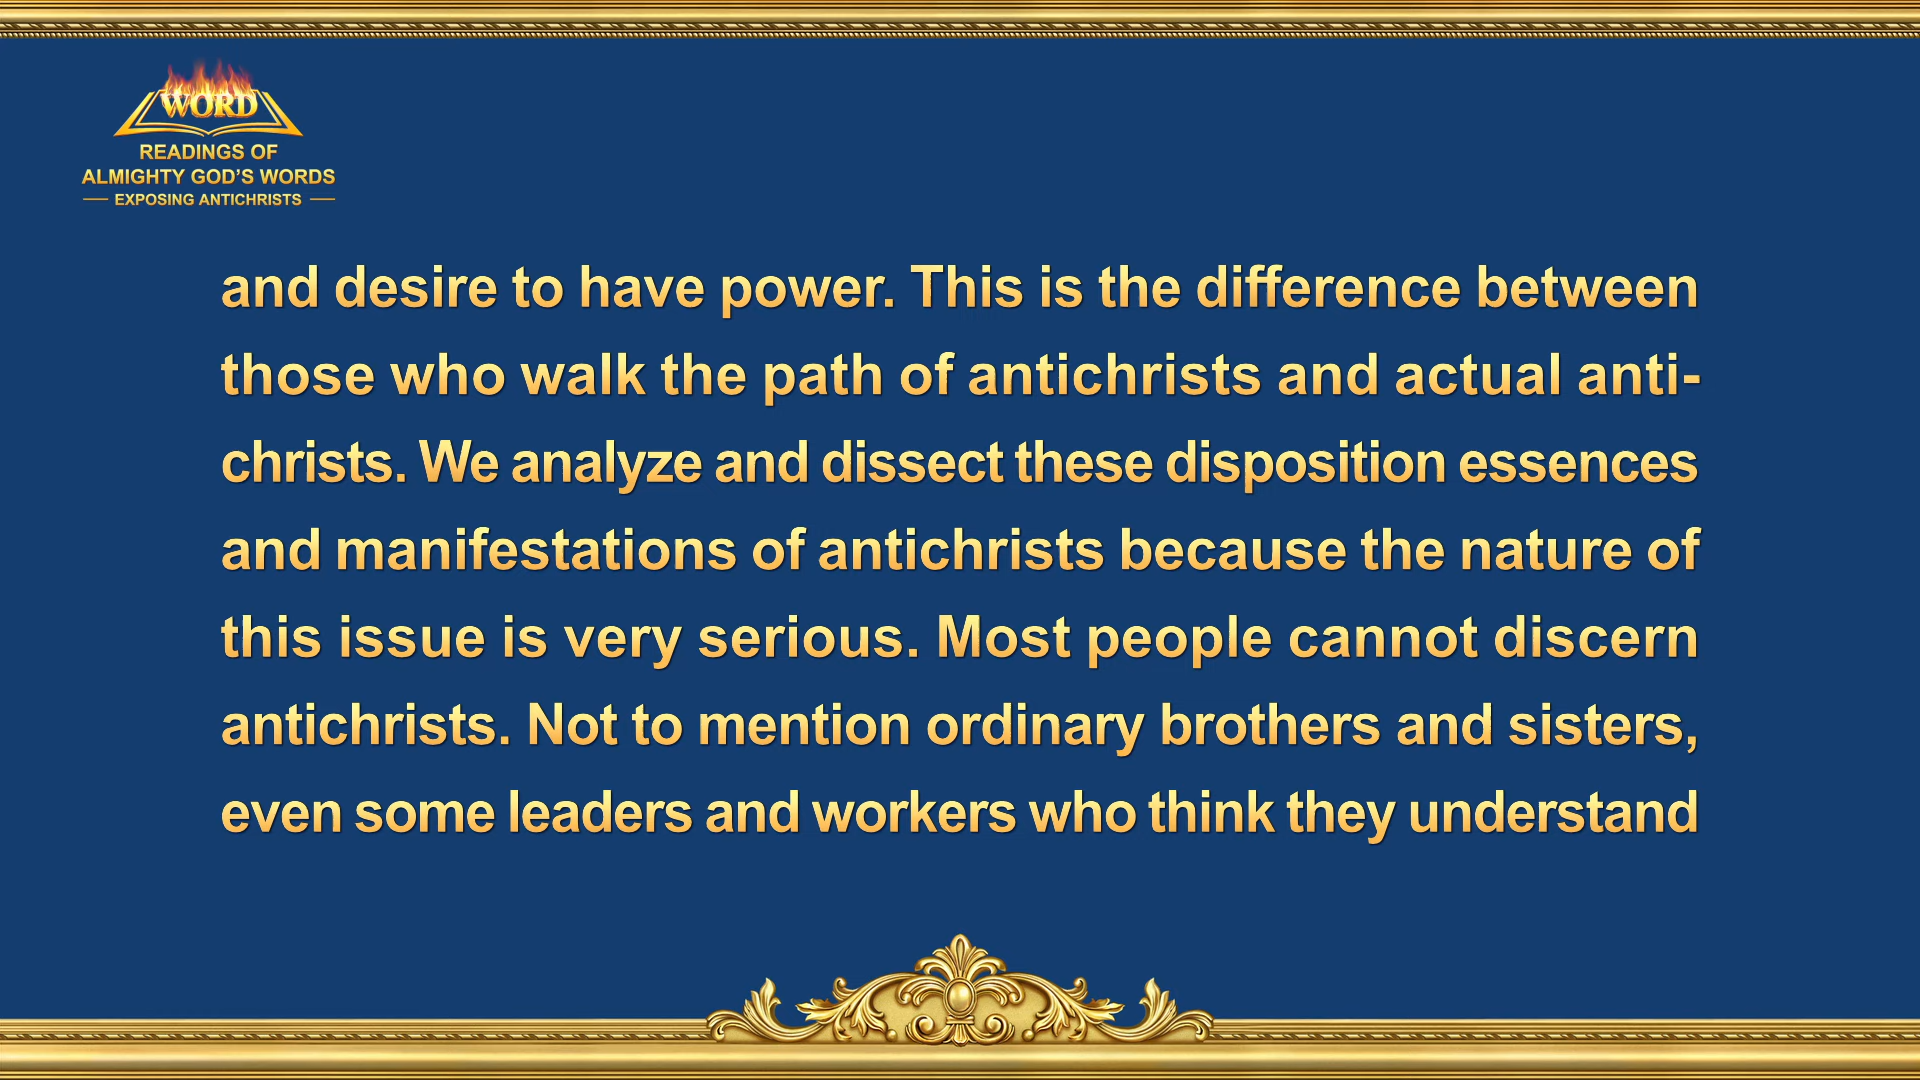 WORD
READINGS OF
ALMIGHTY GOD'S WORDS
EXPOSING ANTICHRISTS
and desire to have power. This is the difference between
those who walk the path of antichrists and actual anti-
christs. We analyze and dissect these disposition essences
and manifestations of antichrists because the nature of
this issue is very serious. Most people cannot discern
antichrists. Not to mention ordinary brothers and sisters,
even some leaders and workers who think they understand